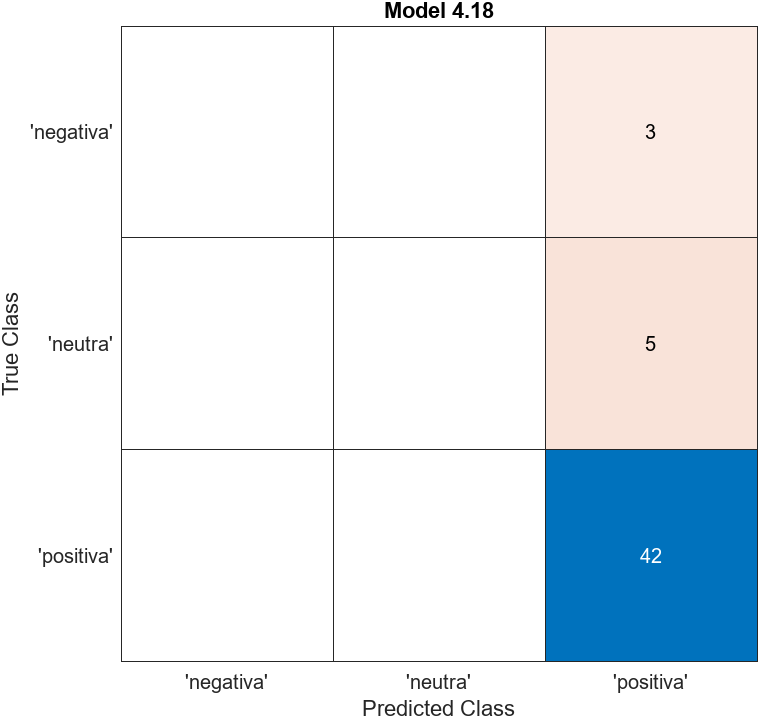 Model 4.18
'negativa'
3
True Class
'neutra'
5
'positiva'
42
'negativa' 'neutra' 'positiva'
Predicted Class